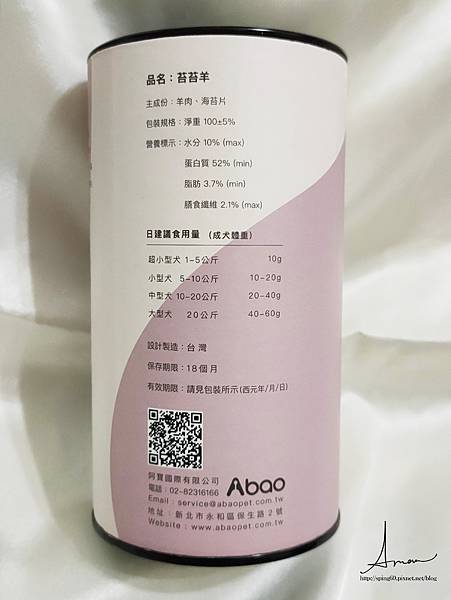 品名：苔苔羊
主成份：羊肉、海苔片
包裝規格：淨重 100±5%
營養標示：水分 10% (max)
蛋白質 52% (min)
脂肪 3.7% (min)
膳食纖維 2.1% (max)
日建議食用量 （成犬體重）
超小型犬 1-5公斤 10g
小型犬 5-10公斤 10-20g
中型犬 10-20公斤 20-40g
大型犬 20公斤 40-60g
設計製造：台灣
保存期限：18個月
有效期限：請見包裝所示(西元年/月/日)
阿寶國際有限公司 Abao
電話：02-82316166
Email：service@abaopet.com.tw
地址：新北市永和區保生路2號
Website：www.abaopet.com.tw
http://sping60.pixnet.net/blog